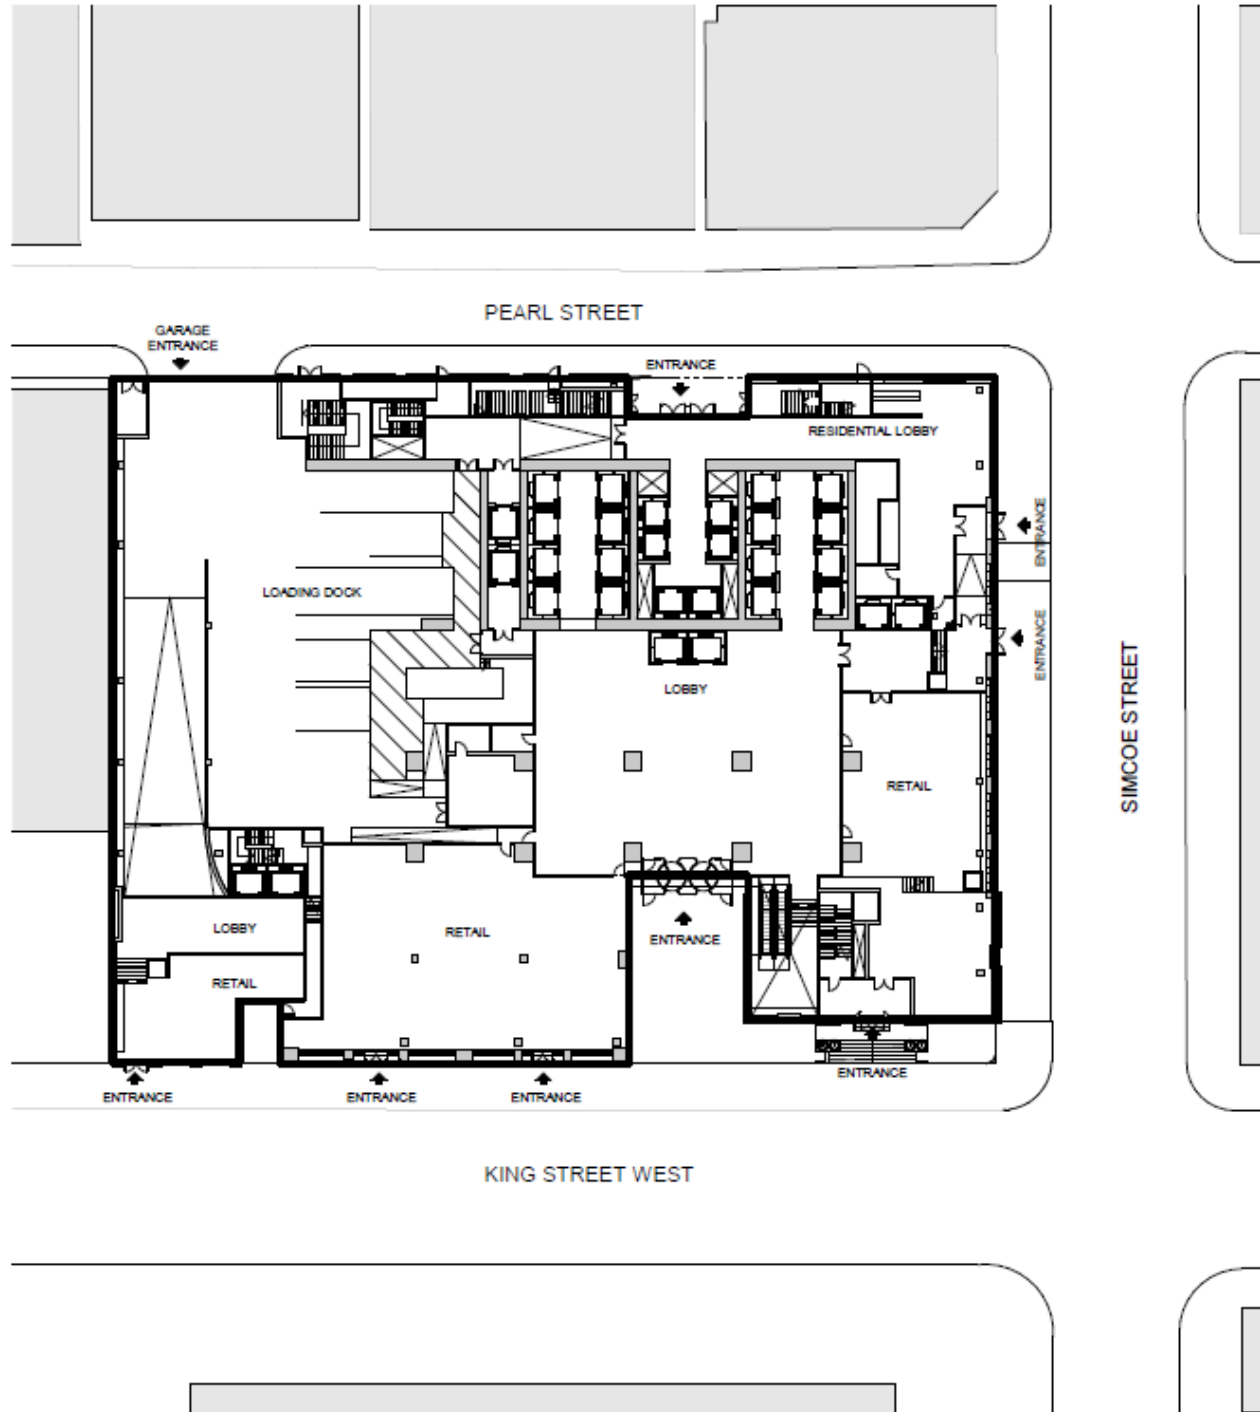 PEARL STREET
GARAGE
ENTRANCE
ENTRANCE
RESIDENTIAL LOBBY
ENTRANCE
LOADING DOCK
ENTRANCE
LOBBY
SIMCOE STREET
RETAIL
LOBBY
RETAIL
ENTRANCE
RETAIL
ENTRANCE
ENTRANCE
ENTRANCE
ENTRANCE
KING STREET WEST